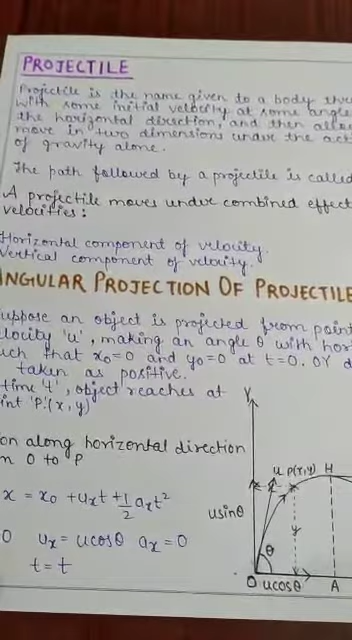 PROJECTILE
Projectile is the name given to a body
with some initial velocity at some angle
the horizontal direction, and then
move in two dimensions under the
of gravity alone.
The path followed by a projectile is called
A projectile moves under combined effect
velocities:
Horizontal component of velocity.
Vertical component of velocity.
ANGULAR PROJECTION OF PROJECTILE
uppose an object is projected from point
locity 'u', making an angle θ with hor
uch that x₀=0 and y₀=0 at t=0. OY
taken as positive.
time 't', object reaches at
int 'P'.(x,y)
on along horizontal direction
m O to P
x = x₀ + uₓt + 1/2 aₓt²
0 uₓ = ucosθ aₓ = 0
t = t
Y
u P(x,y) H
usinθ
y
θ
O ucosθ A